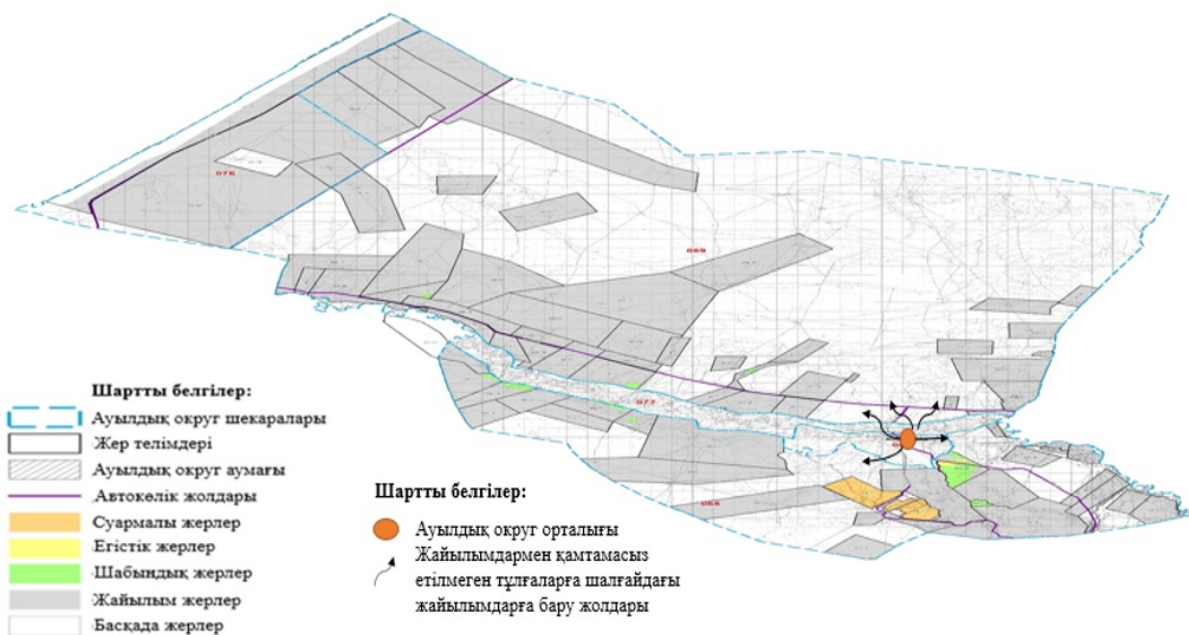 076
069
077
068
Шартты белгілер:
Ауылдық округ шекаралары
Жер телімдері
Ауылдық округ аумағы
Автокөлік жолдары
Суармалы жерлер
Егістік жерлер
Шабындық жерлер
Жайылым жерлер
Басқада жерлер
Шартты белгілер:
Ауылдық округ орталығы
Жайылымдармен қамтамасыз
етілмеген тұлғаларға шалғайдағы
жайылымдарға бару жолдары